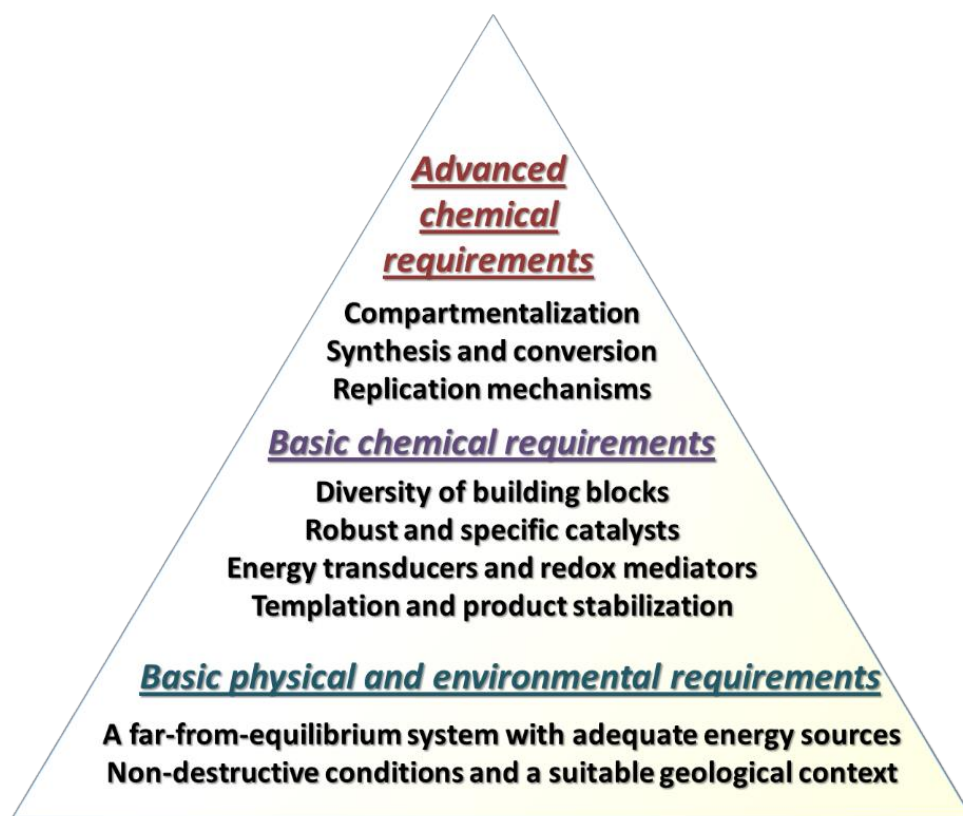 Advanced
chemical
requirements
Compartmentalization
Synthesis and conversion
Replication mechanisms
Basic chemical requirements
Diversity of building blocks
Robust and specific catalysts
Energy transducers and redox mediators
Templation and product stabilization
Basic physical and environmental requirements
A far-from-equilibrium system with adequate energy sources
Non-destructive conditions and a suitable geological context